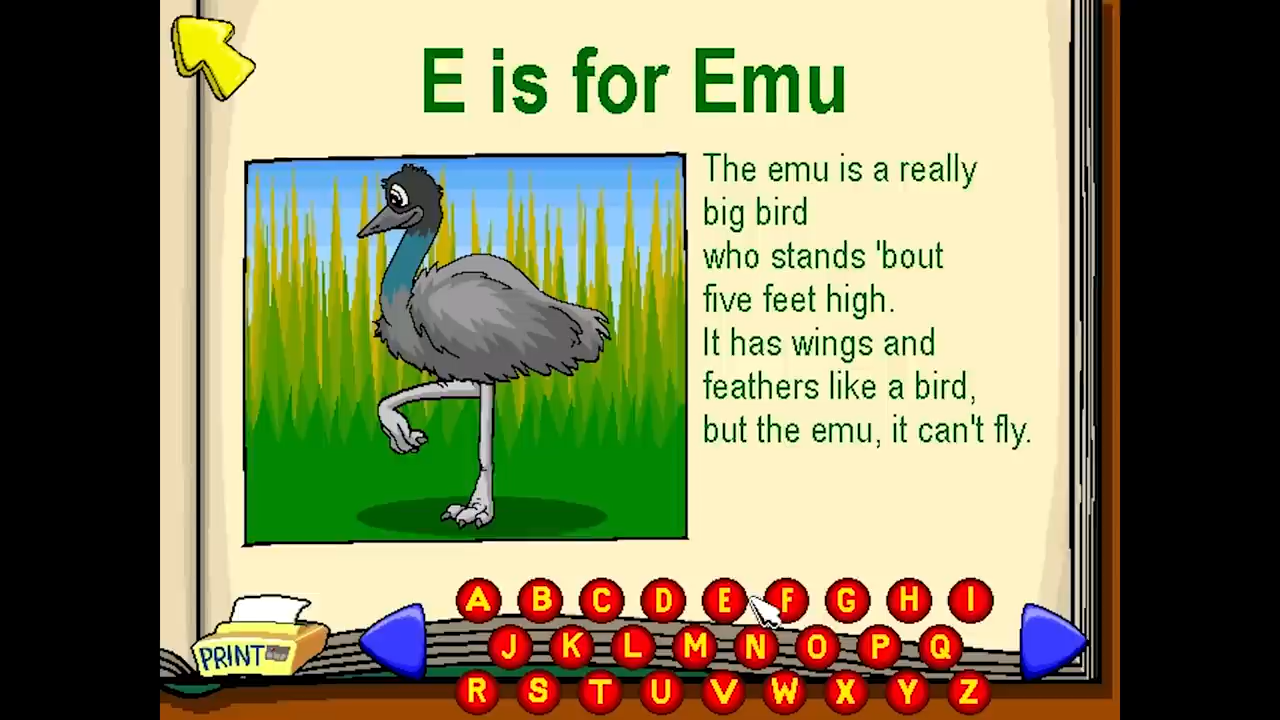 E is for Emu
The emu is a really
big bird
who stands 'bout
five feet high.
It has wings and
feathers like a bird,
but the emu, it can't fly.
PRINT
A B C D E F G H I
J K L M N O P Q
R S T U V W X Y Z